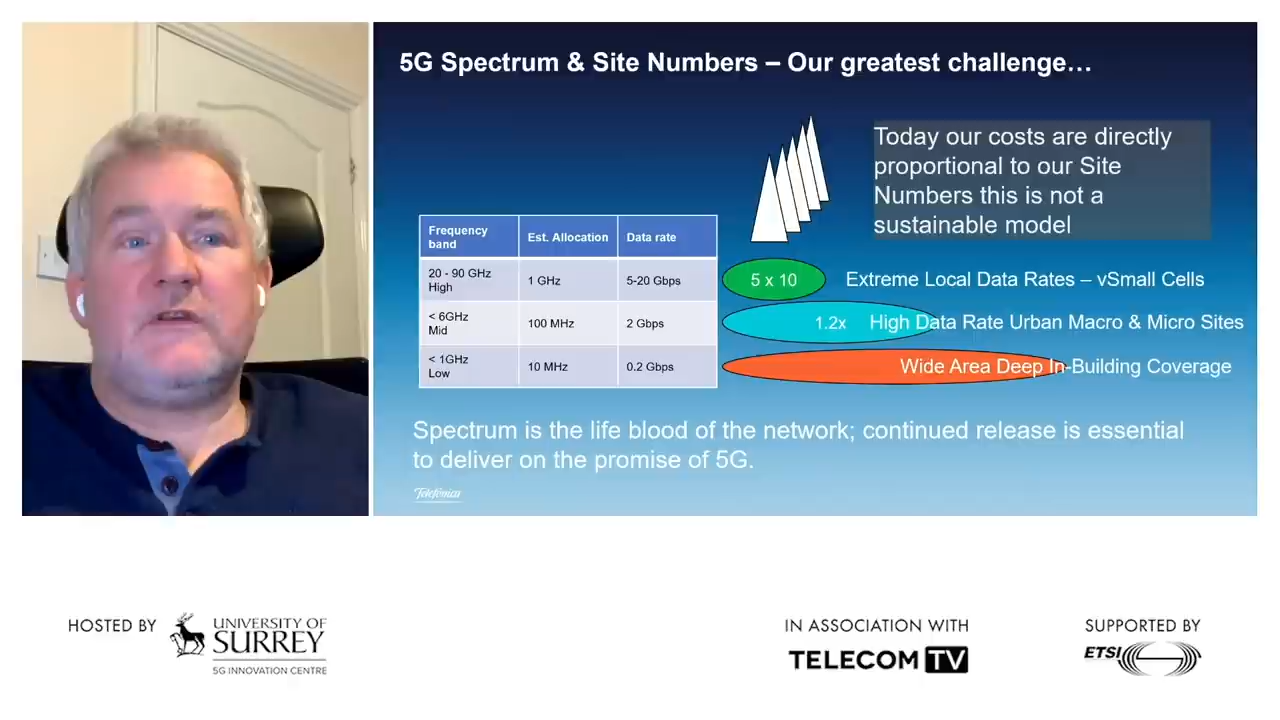 5G Spectrum & Site Numbers – Our greatest challenge…
Today our costs are directly
proportional to our Site
Numbers this is not a
sustainable model
Frequency
band
Est. Allocation
Data rate
20 - 90 GHz
High
1 GHz
5-20 Gbps
5 x 10
Extreme Local Data Rates – vSmall Cells
< 6GHz
Mid
100 MHz
2 Gbps
1.2x
High Data Rate Urban Macro & Micro Sites
< 1GHz
Low
10 MHz
0.2 Gbps
Wide Area Deep In-Building Coverage
Spectrum is the life blood of the network; continued release is essential
to deliver on the promise of 5G.
Telefónica
HOSTED BY
UNIVERSITY OF
SURREY
5G INNOVATION CENTRE
IN ASSOCIATION WITH
TELECOM TV
SUPPORTED BY
ETSI